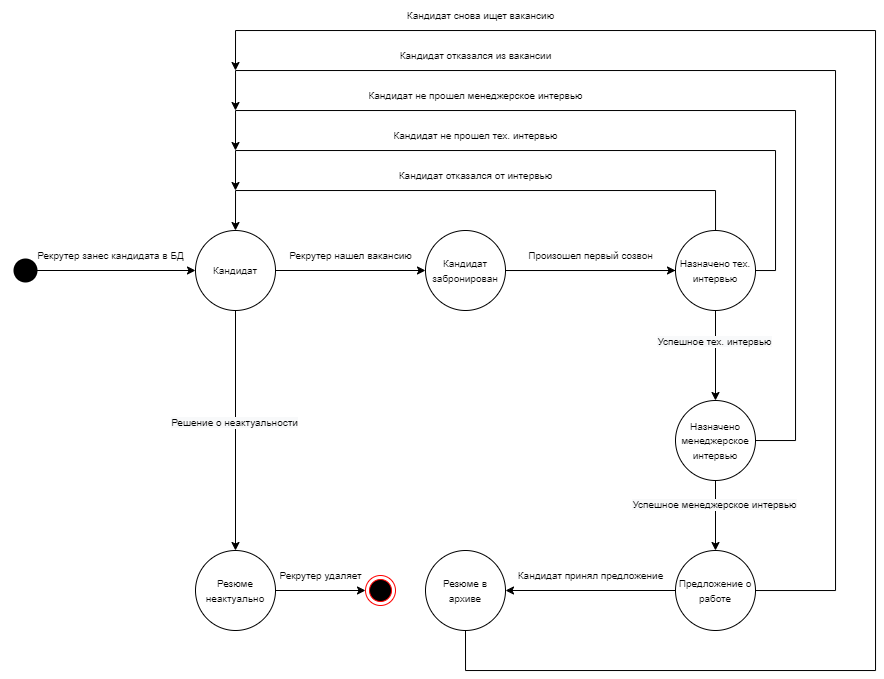 Кандидат снова ищет вакансию
Кандидат отказался из вакансии
Кандидат не прошел менеджерское интервью
Кандидат не прошел тех. интервью
Кандидат отказался от интервью
Рекрутер занес кандидата в БД
Кандидат
Рекрутер нашел вакансию
Кандидат
забронирован
Произошел первый созвон
Назначено тех.
интервью
Успешное тех. интервью
Решение о неактуальности
Назначено
менеджерское
интервью
Успешное менеджерское интервью
Резюме
неактуально
Рекрутер удаляет
Резюме в
архиве
Кандидат принял предложение
Предложение о
работе